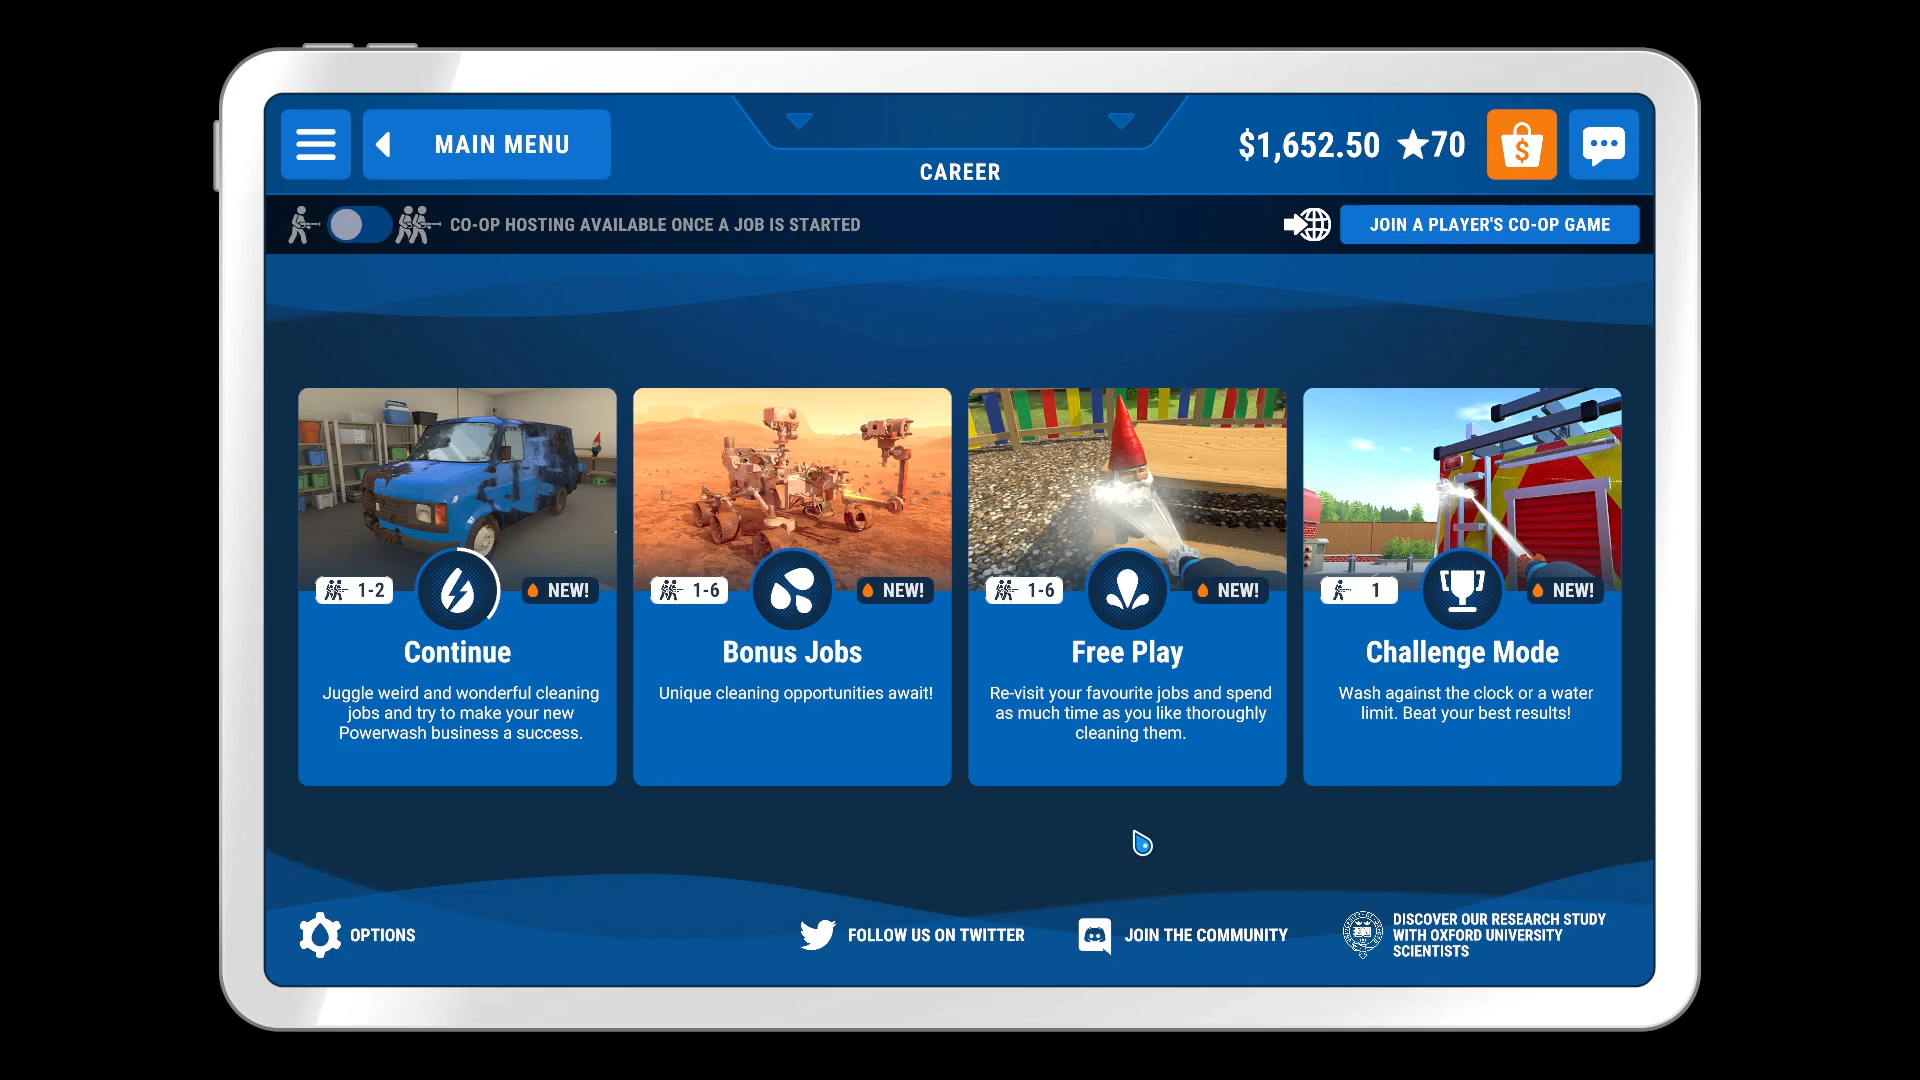 MAIN MENU
CAREER
$1,652.50
70
CO-OP HOSTING AVAILABLE ONCE A JOB IS STARTED
JOIN A PLAYER'S CO-OP GAME
1-2
NEW!
Continue
Juggle weird and wonderful cleaning
jobs and try to make your new
Powerwash business a success.
1-6
NEW!
Bonus Jobs
Unique cleaning opportunities await!
1-6
NEW!
Free Play
Re-visit your favourite jobs and spend
as much time as you like thoroughly
cleaning them.
1
NEW!
Challenge Mode
Wash against the clock or a water
limit. Beat your best results!
OPTIONS
FOLLOW US ON TWITTER
JOIN THE COMMUNITY
DISCOVER OUR RESEARCH STUDY
WITH OXFORD UNIVERSITY
SCIENTISTS